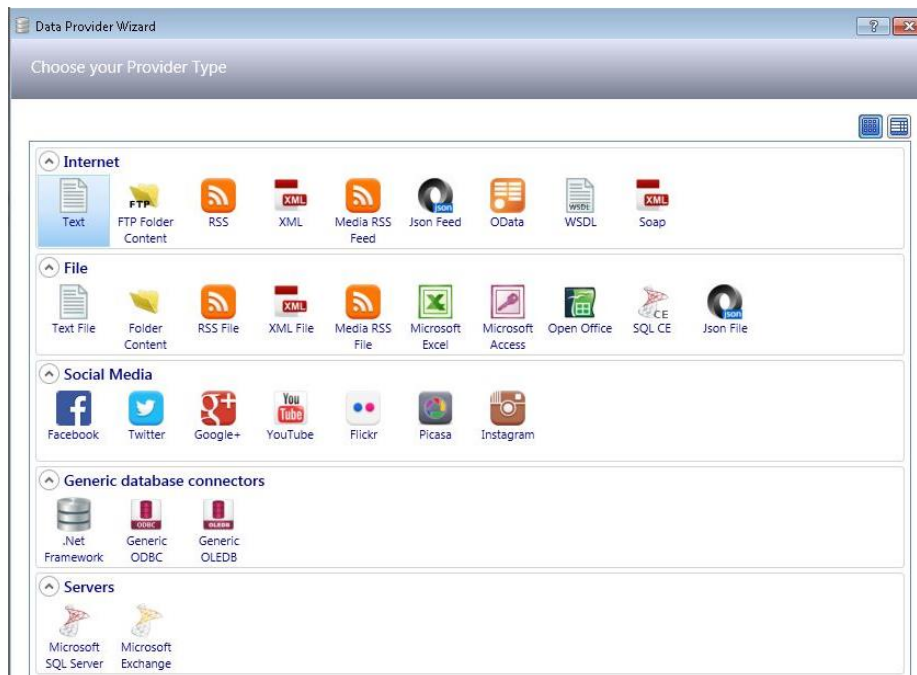 Data Provider Wizard
Choose your Provider Type
Internet
FTP XML json WSDL XML
Text FTP Folder RSS XML Media RSS Json Feed OData WSDL Soap
Content Feed
File
XML CE json
Text File Folder RSS File XML File Media RSS Microsoft Microsoft Open Office SQL CE Json File
Content File Excel Access
Social Media
You
Tube
Facebook Twitter Google+ YouTube Flickr Picasa Instagram
Generic database connectors
ODBC OLEDB
.Net Generic Generic
Framework ODBC OLEDB
Servers
Microsoft Microsoft
SQL Server Exchange